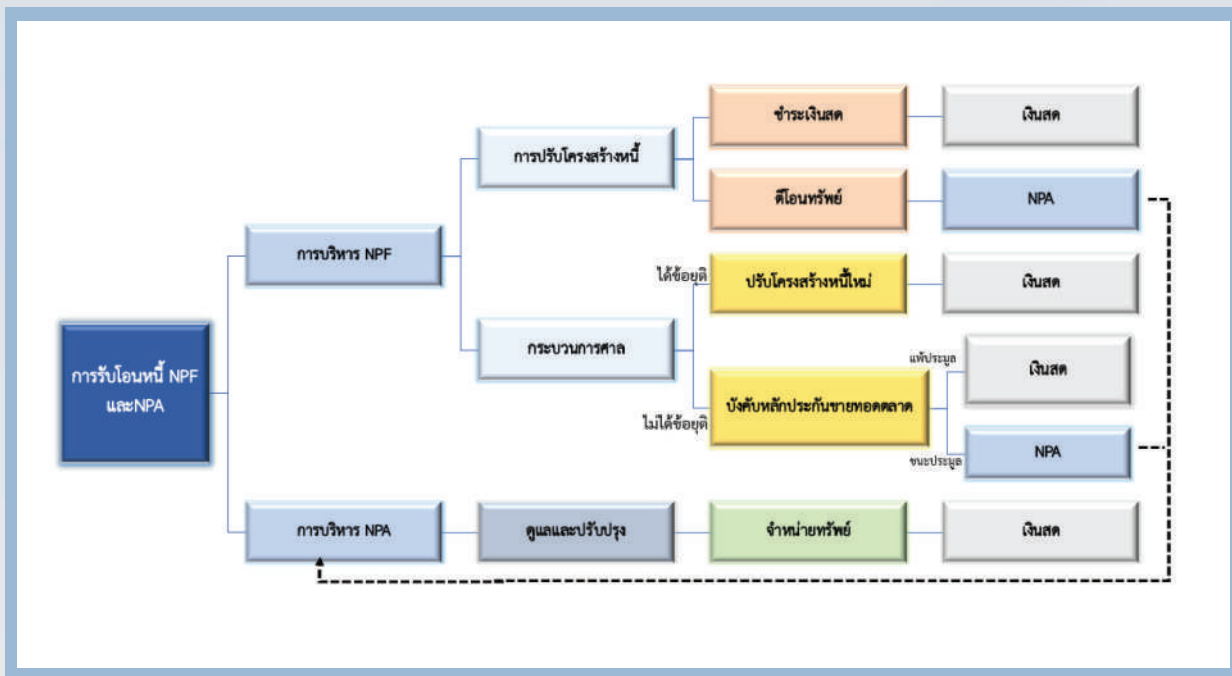 การรับโอนหนี้ NPF
และNPA
การบริหาร NPF
การปรับโครงสร้างหนี้
ชำระเงินสด
เงินสด
ตีโอนทรัพย์
NPA
กระบวนการศาล
ได้ข้อยุติ
ปรับโครงสร้างหนี้ใหม่
เงินสด
ไม่ได้ข้อยุติ
บังคับหลักประกันขายทอดตลาด
แพ้ประมูล
เงินสด
ชนะประมูล
NPA
การบริหาร NPA
ดูแลและปรับปรุง
จำหน่ายทรัพย์
เงินสด